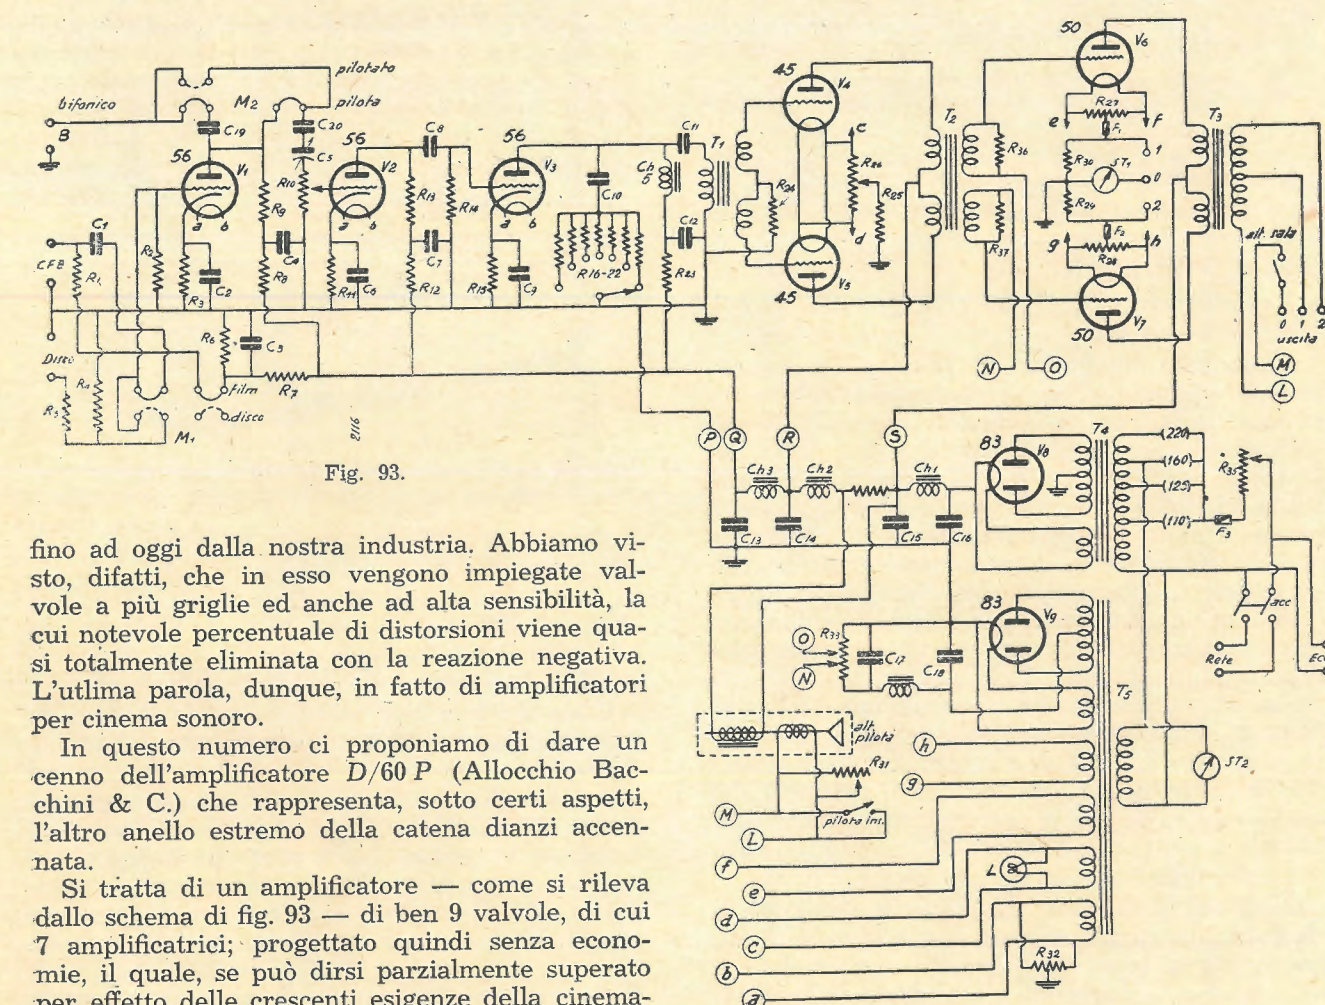 bifonico
B
pilotato
M2
pilota
C19
C20
C5
56
V1
R10
56
V2
C8
56
V3
C11
T1
Ch
5
45
V4
c
T2
50
V6
R27
e
F1
f
R36
R30
ST1
1
0
2
R29
F2
g
R28
h
R37
50
V7
T3
alt. sala
0 1 2
uscita
M
L
a b
R9
R13
R14
a b
a b
C10
R24
R26
R25
d
45
V5
C1
CFB
R1
R2
R3
C2
C4
R8
R11
C6
C7
R12
R15
C9
R16-22
C12
R23
N
O
Disco
R5
R4
R6
C3
film
disco
M1
R7
2116
P
Q
R
S
83
V8
T4
(220)
(160)
(125)
(110)
R35
F3
Ch3
Ch2
Ch1
C13
C14
C15
C16
Fig. 93.
O
R33
N
C17
C18
83
V9
T5
acc
Rete
alt.
pilota
R31
M
pilota ins.
L
h
g
ST2
f
e
L
d
c
b
R32
a
fino ad oggi dalla nostra industria. Abbiamo vi-
sto, difatti, che in esso vengono impiegate val-
vole a più griglie ed anche ad alta sensibilità, la
cui notevole percentuale di distorsioni viene qua-
si totalmente eliminata con la reazione negativa.
L'utlima parola, dunque, in fatto di amplificatori
per cinema sonoro.
In questo numero ci proponiamo di dare un
cenno dell'amplificatore D/60 P (Allocchio Bac-
chini & C.) che rappresenta, sotto certi aspetti,
l'altro anello estremo della catena dianzi accen-
nata.
Si tratta di un amplificatore — come si rileva
dallo schema di fig. 93 — di ben 9 valvole, di cui
7 amplificatrici; progettato quindi senza econo-
mie, il quale, se può dirsi parzialmente superato
per effetto delle crescenti esigenze della cinema-